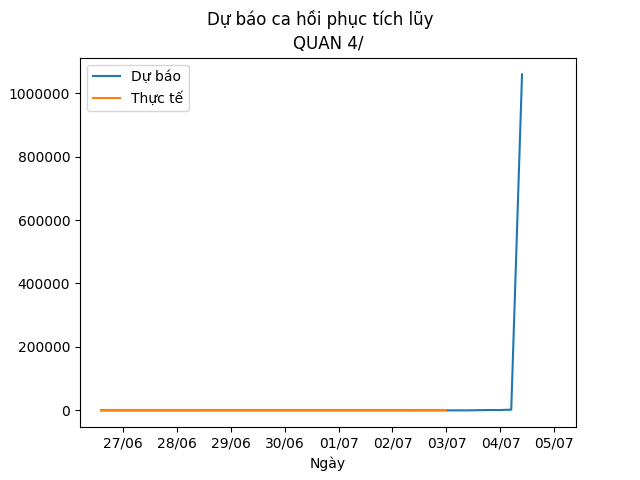 Dự báo ca hồi phục tích lũy
QUAN 4/
Dự báo
Thực tế
1000000
800000
600000
400000
200000
0
27/06 28/06 29/06 30/06 01/07 02/07 03/07 04/07 05/07
Ngày